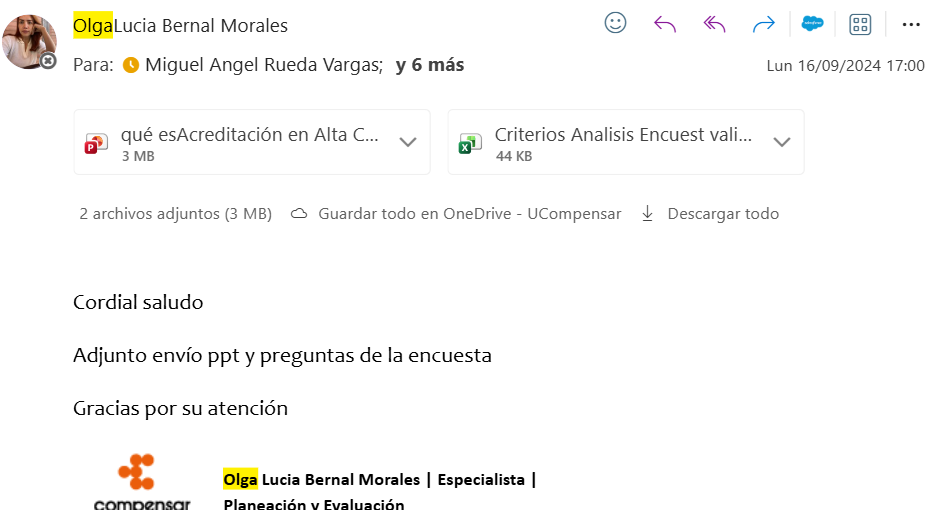 OlgaLucia Bernal Morales
Para: Miguel Angel Rueda Vargas; y 6 más
Lun 16/09/2024 17:00
qué esAcreditación en Alta C...
3 MB
Criterios Analisis Encuest vali...
44 KB
2 archivos adjuntos (3 MB) Guardar todo en OneDrive - UCompensar Descargar todo
Cordial saludo
Adjunto envío ppt y preguntas de la encuesta
Gracias por su atención
compensar
Olga Lucia Bernal Morales | Especialista |
Planeación y Evaluación